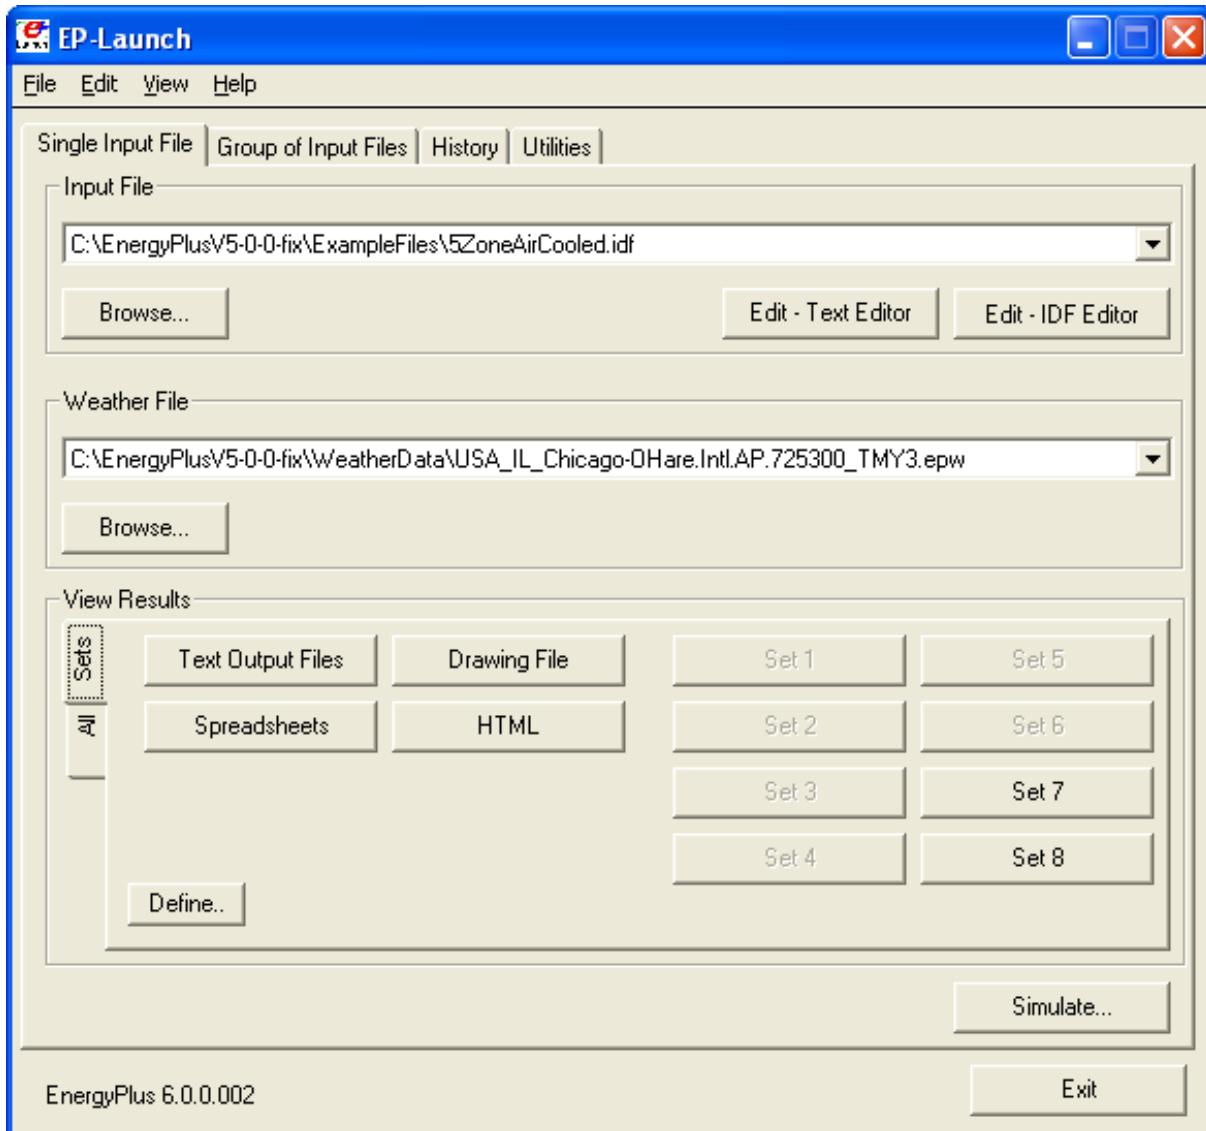 EP-Launch
File Edit View Help
Single Input File Group of Input Files History Utilities
Input File
C:\EnergyPlusV5-0-0-fix\ExampleFiles\5ZoneAirCooled.idf
Browse... Edit - Text Editor Edit - IDF Editor
Weather File
C:\EnergyPlusV5-0-0-fix\WeatherData\USA_IL_Chicago-OHare.Intl.AP.725300_TMY3.epw
Browse...
View Results
Sets
All
Text Output Files Drawing File Set 1 Set 5
Spreadsheets HTML Set 2 Set 6
Set 3 Set 7
Set 4 Set 8
Define..
Simulate...
EnergyPlus 6.0.0.002 Exit